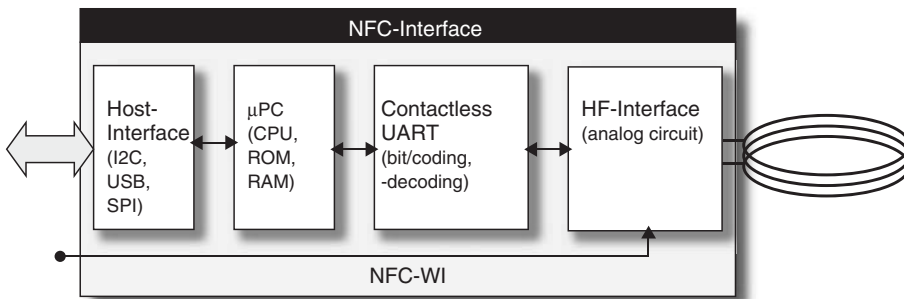 NFC-Interface
Host-
Interface
(I2C,
USB,
SPI)
μPC
(CPU,
ROM,
RAM)
Contactless
UART
(bit/coding,
-decoding)
HF-Interface
(analog circuit)
NFC-WI